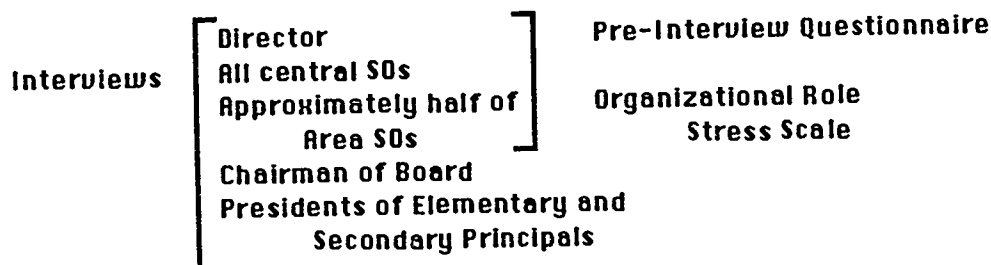 Interviews
Director
All central SOs
Approximately half of
Area SOs
Chairman of Board
Presidents of Elementary and
Secondary Principals
Pre-Interview Questionnaire
Organizational Role
Stress Scale